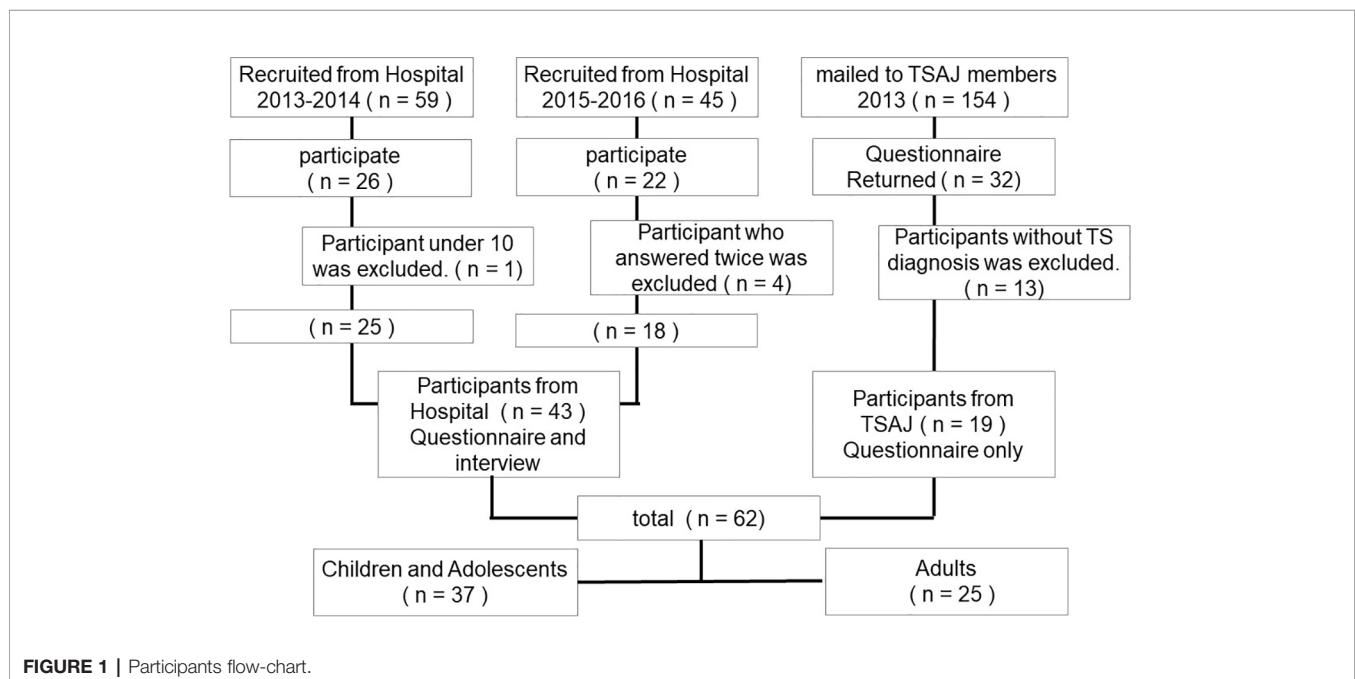 Recruited from Hospital
2013-2014 ( n = 59 )
Recruited from Hospital
2015-2016 ( n = 45 )
mailed to TSAJ members
2013 ( n = 154 )
participate
( n = 26 )
participate
( n = 22 )
Questionnaire
Returned ( n = 32)
Participant under 10
was excluded. ( n = 1)
Participant who
answered twice was
excluded ( n = 4)
Participants without TS
diagnosis was excluded.
( n = 13)
( n = 25 )
( n = 18 )
Participants from
Hospital ( n = 43 )
Questionnaire and
interview
Participants from
TSAJ ( n = 19 )
Questionnaire only
total ( n = 62)
Children and Adolescents
( n = 37 )
Adults
( n = 25 )
FIGURE 1 | Participants flow-chart.